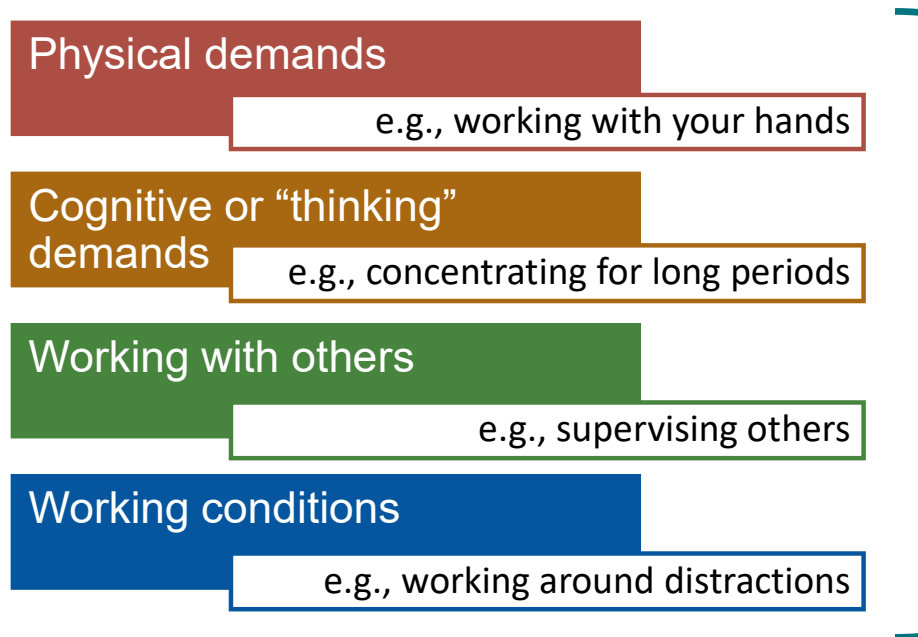 Physical demands
e.g., working with your hands
Cognitive or “thinking”
demands
e.g., concentrating for long periods
Working with others
e.g., supervising others
Working conditions
e.g., working around distractions